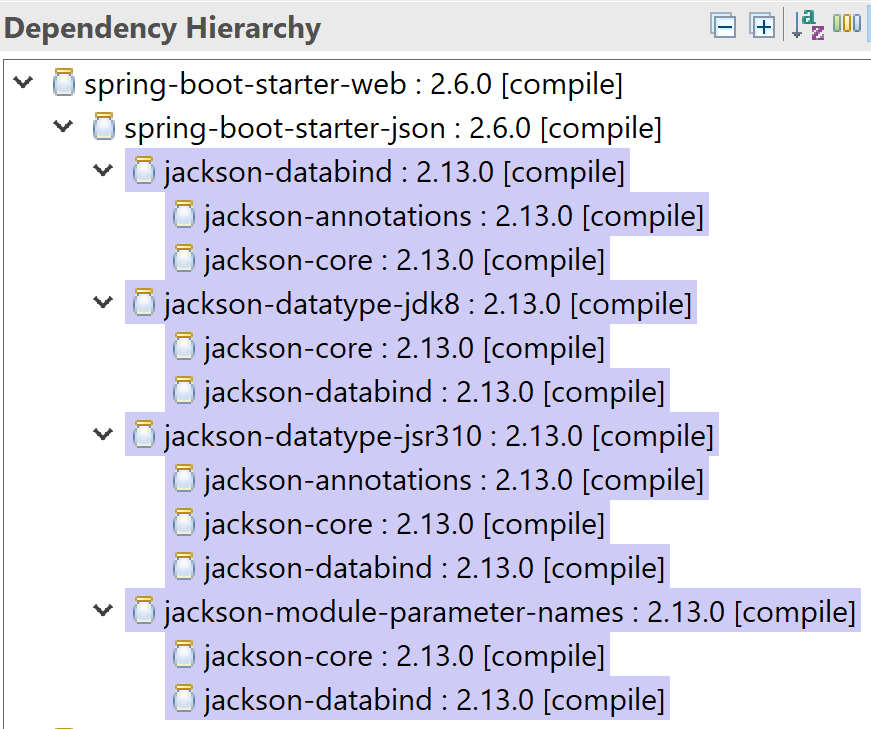 Dependency Hierarchy
spring-boot-starter-web : 2.6.0 [compile]
spring-boot-starter-json : 2.6.0 [compile]
jackson-databind : 2.13.0 [compile]
jackson-annotations : 2.13.0 [compile]
jackson-core : 2.13.0 [compile]
jackson-datatype-jdk8 : 2.13.0 [compile]
jackson-core : 2.13.0 [compile]
jackson-databind : 2.13.0 [compile]
jackson-datatype-jsr310 : 2.13.0 [compile]
jackson-annotations : 2.13.0 [compile]
jackson-core : 2.13.0 [compile]
jackson-databind : 2.13.0 [compile]
jackson-module-parameter-names : 2.13.0 [compile]
jackson-core : 2.13.0 [compile]
jackson-databind : 2.13.0 [compile]